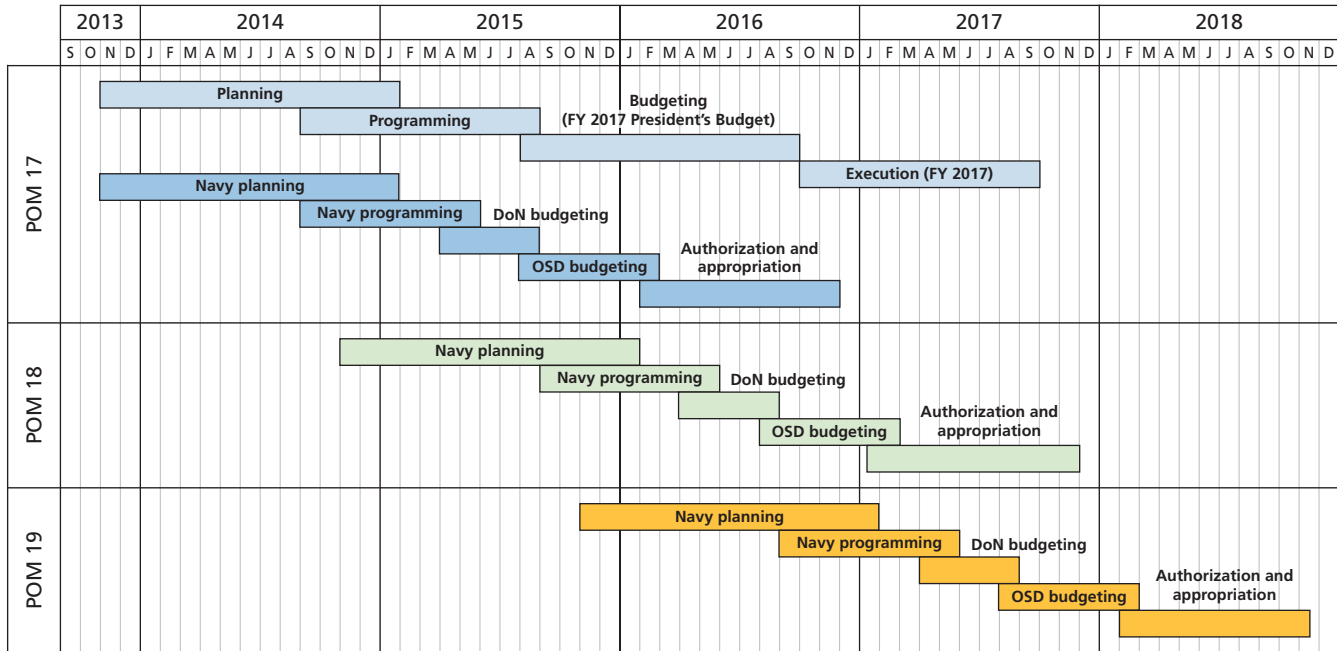 2013 2014 2015 2016 2017 2018
S O N D J F M A M J J A S O N D J F M A M J J A S O N D J F M A M J J A S O N D J F M A M J J A S O N D J F M A M J J A S O N D
POM 17
Planning
Programming
Budgeting
(FY 2017 President's Budget)
Execution (FY 2017)
Navy planning
Navy programming
DoN budgeting
OSD budgeting
Authorization and
appropriation
POM 18
Navy planning
Navy programming
DoN budgeting
OSD budgeting
Authorization and
appropriation
POM 19
Navy planning
Navy programming
DoN budgeting
OSD budgeting
Authorization and
appropriation